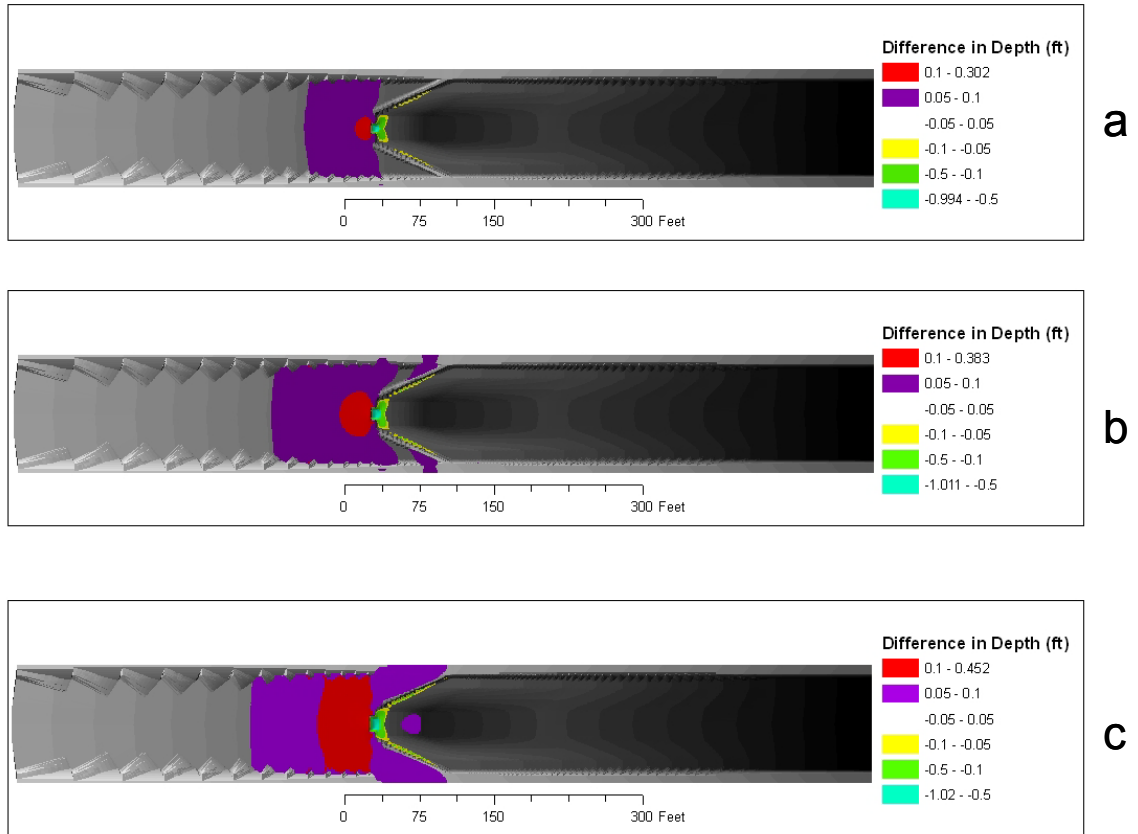 Difference in Depth (ft)
0.1 - 0.302
0.05 - 0.1
-0.05 - 0.05
-0.1 - -0.05
-0.5 - -0.1
-0.994 - -0.5
0 75 150 300 Feet
a
Difference in Depth (ft)
0.1 - 0.383
0.05 - 0.1
-0.05 - 0.05
-0.1 - -0.05
-0.5 - -0.1
-1.011 - -0.5
0 75 150 300 Feet
b
Difference in Depth (ft)
0.1 - 0.452
0.05 - 0.1
-0.05 - 0.05
-0.1 - -0.05
-0.5 - -0.1
-1.02 - -0.5
0 75 150 300 Feet
c